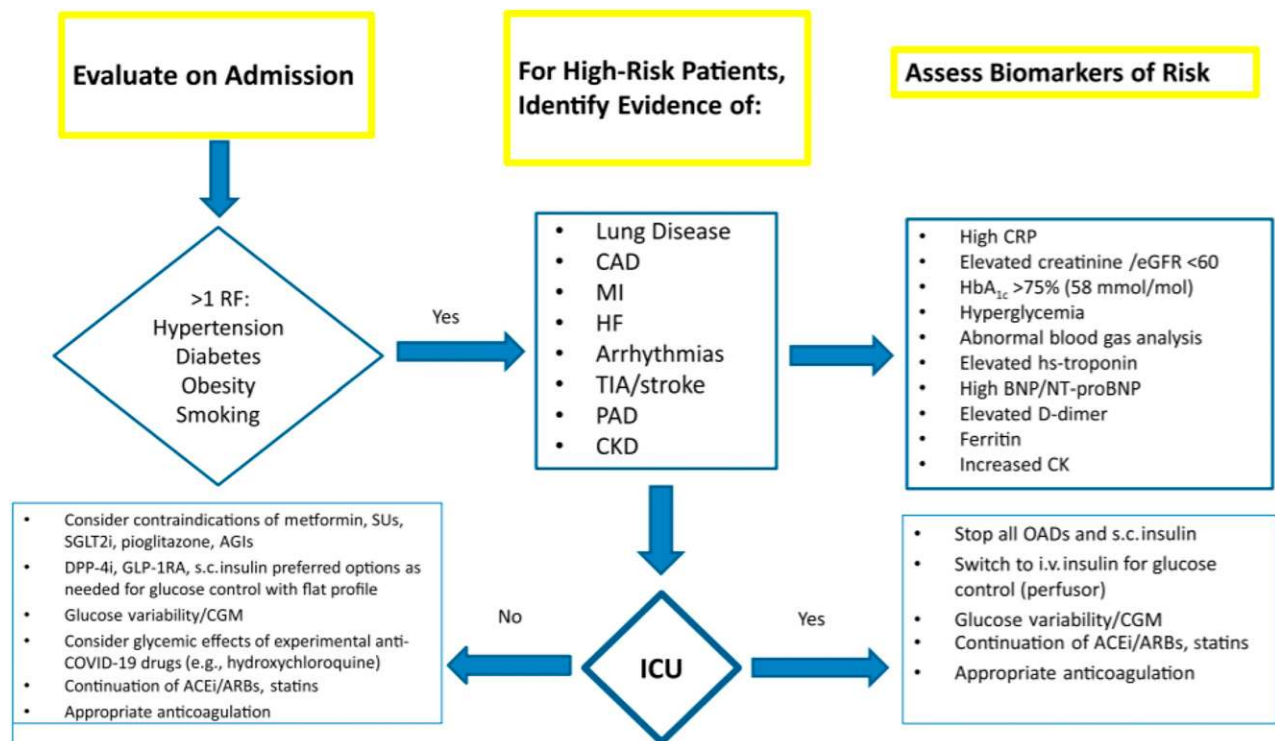 Evaluate on Admission
For High-Risk Patients,
Identify Evidence of:
Assess Biomarkers of Risk
>1 RF:
Hypertension
Diabetes
Obesity
Smoking
Yes
• Lung Disease
• CAD
• MI
• HF
• Arrhythmias
• TIA/stroke
• PAD
• CKD
• High CRP
• Elevated creatinine /eGFR <60
• HbA1c >75% (58 mmol/mol)
• Hyperglycemia
• Abnormal blood gas analysis
• Elevated hs-troponin
• High BNP/NT-proBNP
• Elevated D-dimer
• Ferritin
• Increased CK
• Consider contraindications of metformin, SUs,
SGLT2i, pioglitazone, AGIs
• DPP-4i, GLP-1RA, s.c.insulin preferred options as
needed for glucose control with flat profile
• Glucose variability/CGM
• Consider glycemic effects of experimental anti-
COVID-19 drugs (e.g., hydroxychloroquine)
• Continuation of ACEi/ARBs, statins
• Appropriate anticoagulation
No
ICU
Yes
• Stop all OADs and s.c.insulin
• Switch to i.v.insulin for glucose
control (perfusor)
• Glucose variability/CGM
• Continuation of ACEi/ARBs, statins
• Appropriate anticoagulation